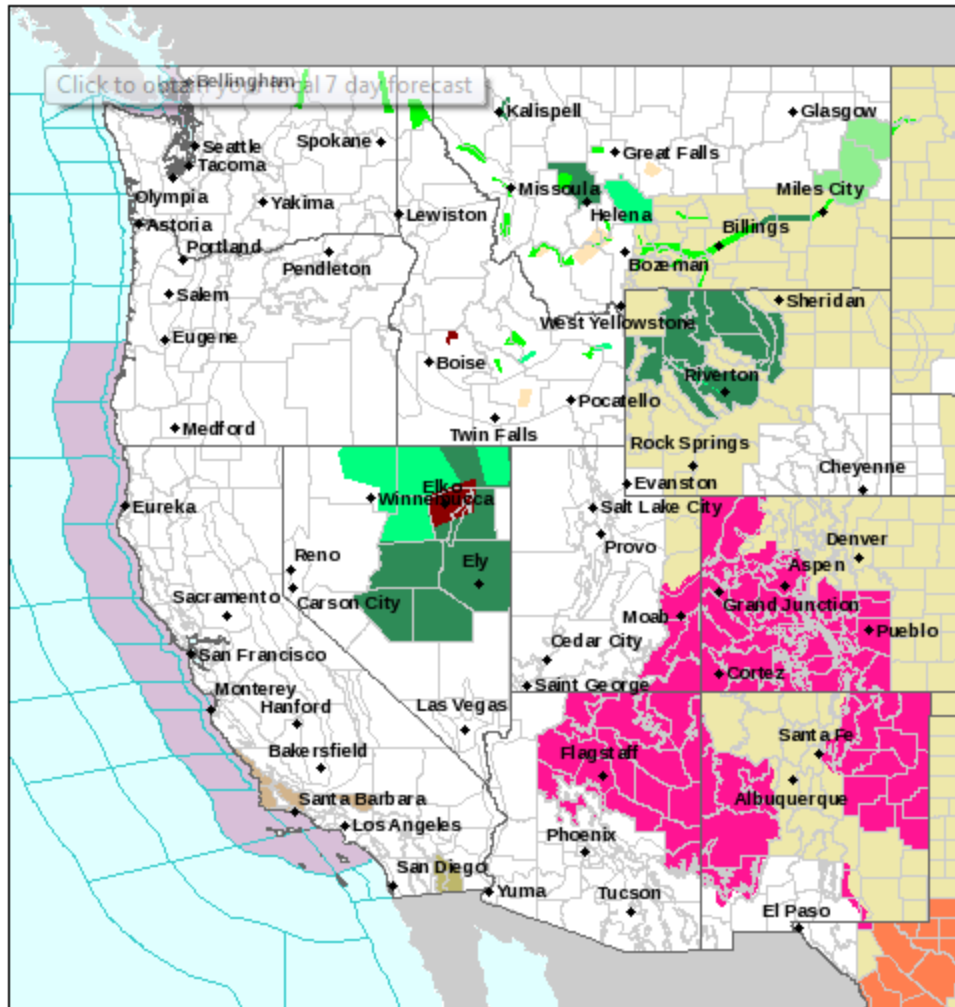 Bellingham
Click to obtain your local 7 day forecast
Kalispell
Glasgow
Seattle
Spokane
Great Falls
Tacoma
Missoula
Miles City
Olympia
Yakima
Lewiston
Helena
Astoria
Billings
Portland
Pendleton
Bozeman
Salem
Sheridan
West Yellowstone
Eugene
Boise
Riverton
Pocatello
Medford
Twin Falls
Rock Springs
Cheyenne
Elko
Evanston
Winnemucca
Eureka
Salt Lake City
Provo
Denver
Reno
Ely
Aspen
Sacramento
Carson City
Grand Junction
Moab
Pueblo
San Francisco
Cedar City
Cortez
Monterey
Saint George
Hanford
Las Vegas
Santa Fe
Bakersfield
Flagstaff
Santa Barbara
Albuquerque
Los Angeles
Phoenix
San Diego
Yuma
Tucson
El Paso